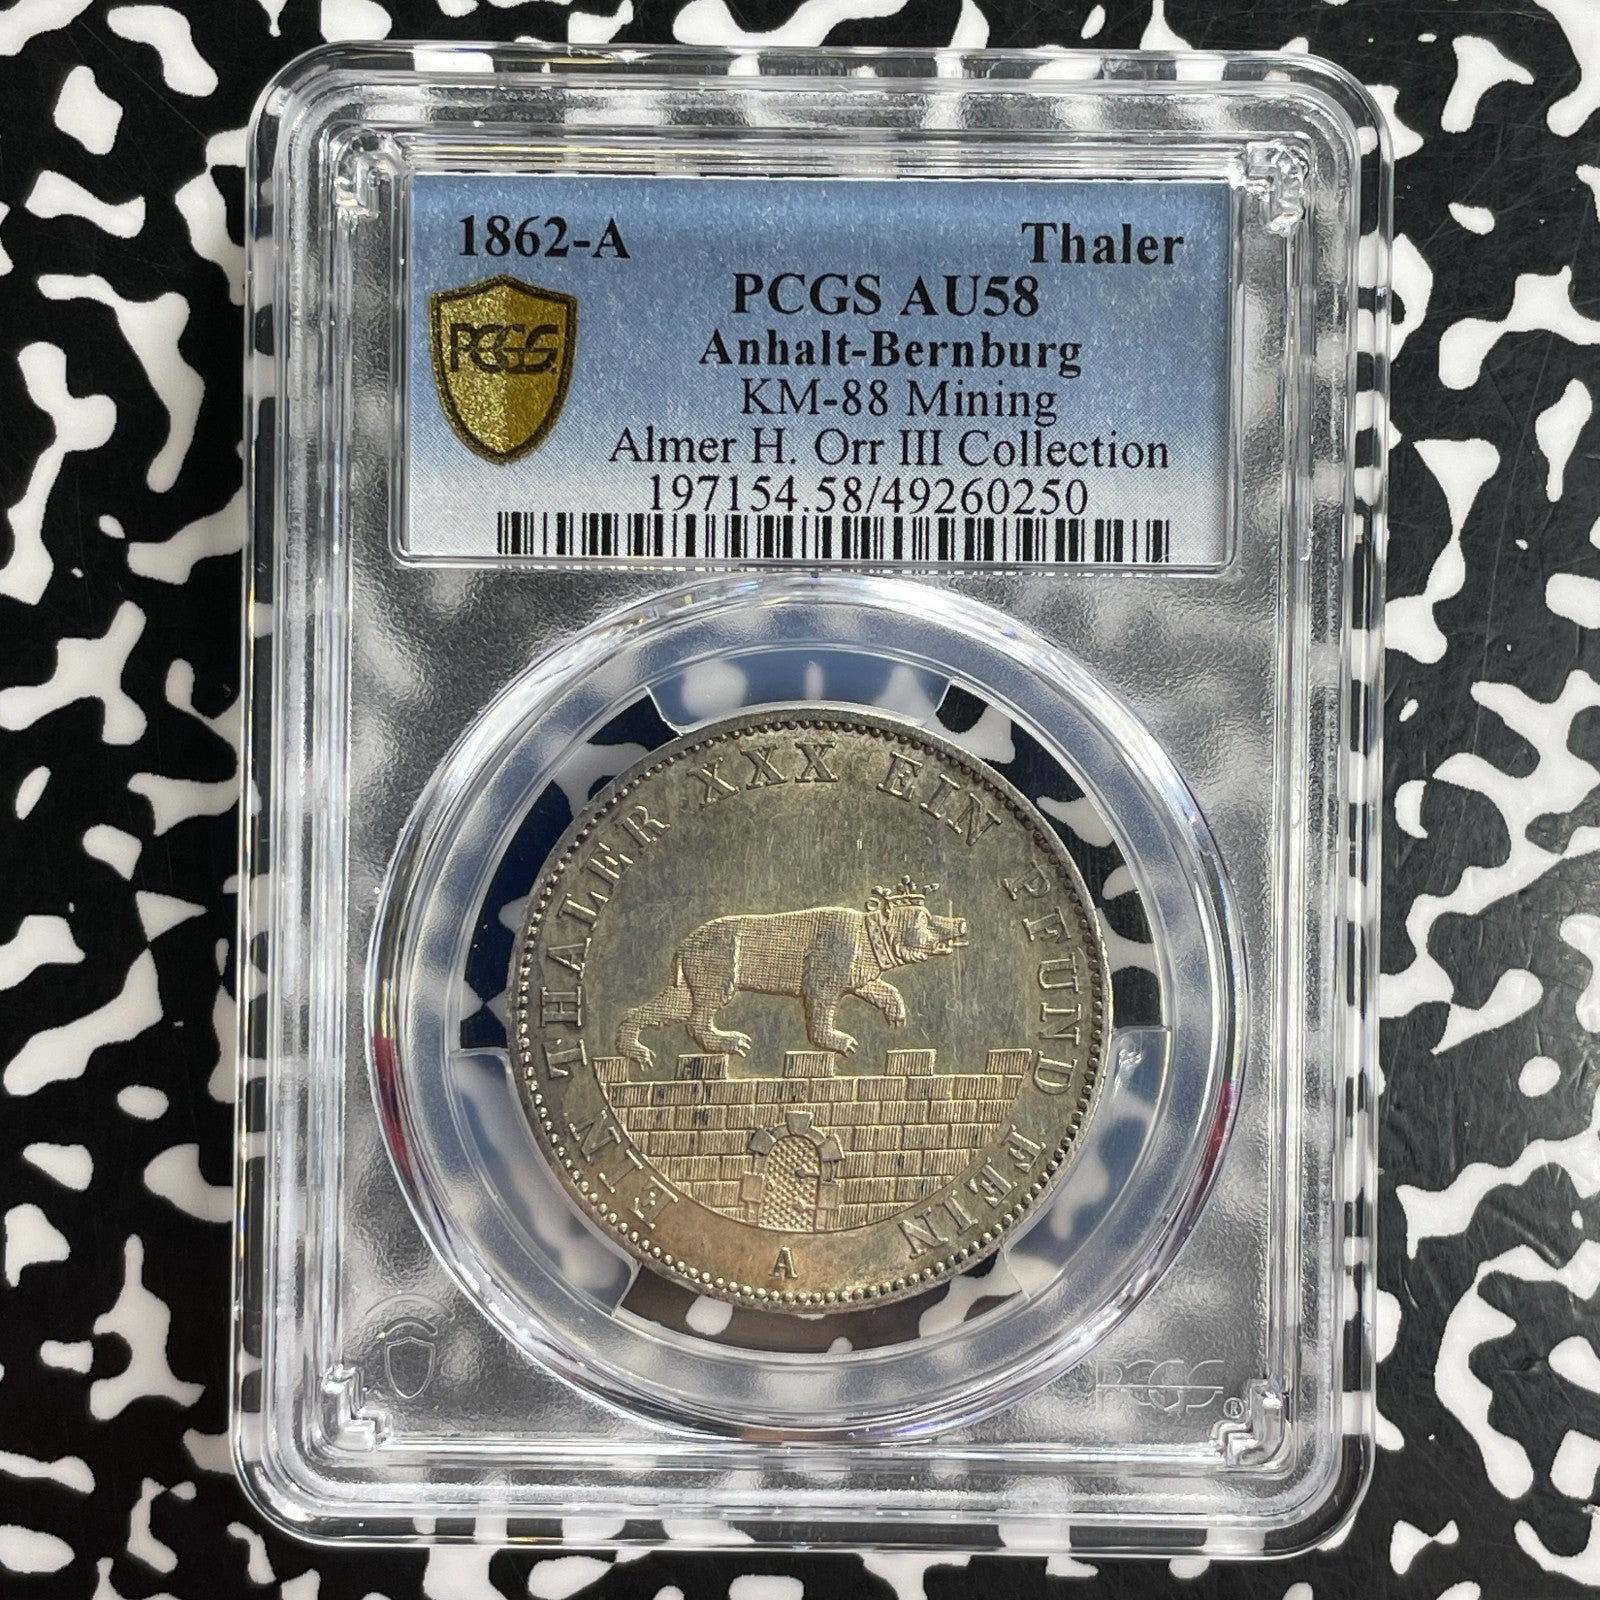 1862-A Thaler
PCGS AU58
PCGS
Anhalt-Bernburg
KM-88 Mining
Almer H. Orr III Collection
197154.58/49260250
EIN THALER XXX EIN PFUND FEIN
A
PCGS ®